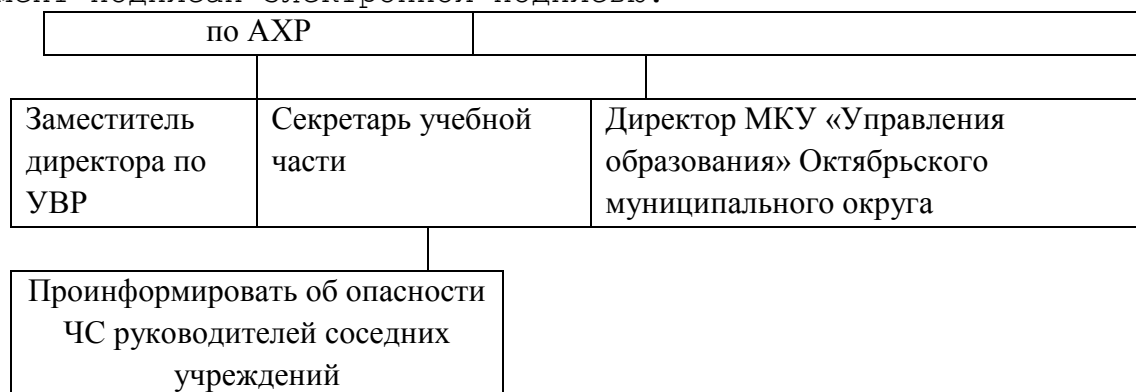 по АХР
Заместитель директора по УВР
Секретарь учебной части
Директор МКУ «Управления образования» Октябрьского муниципального округа
Проинформировать об опасности
ЧС руководителей соседних
учреждений